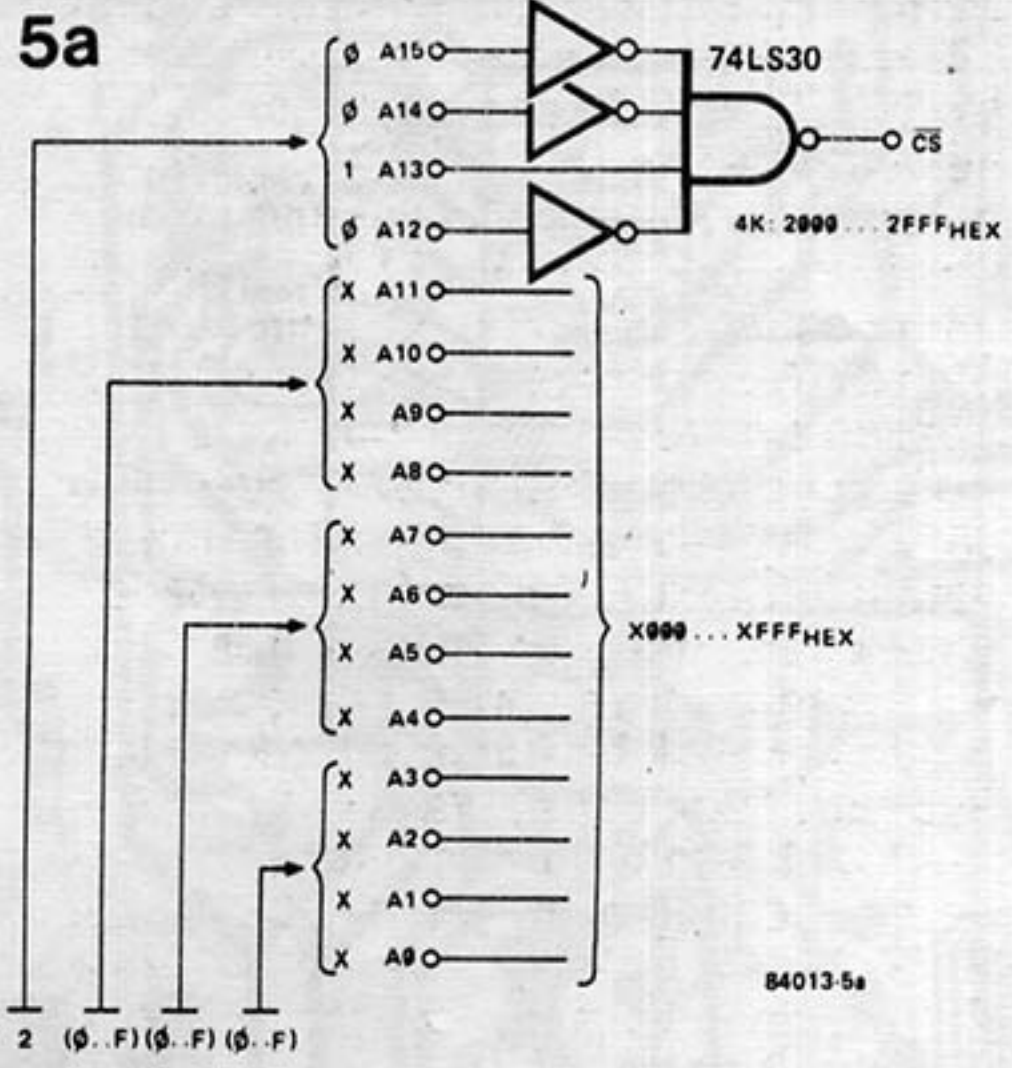 5a
Ø A15
74LS30
Ø A14
1 A13
CS
Ø A12
4K: 2000...2FFFHEX
X A11
X A10
X A9
X A8
X A7
X A6
X000...XFFFHEX
X A5
X A4
X A3
X A2
X A1
X A0
84013-5a
2 (Ø..F) (Ø..F) (Ø..F)